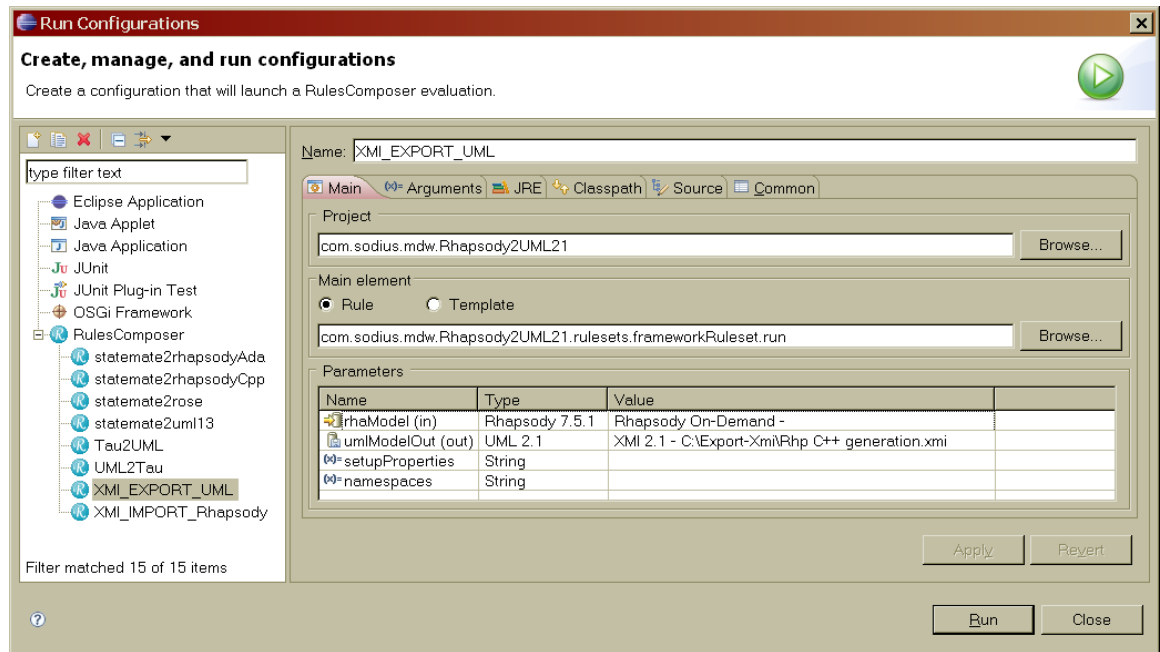 Run Configurations
Create, manage, and run configurations
Create a configuration that will launch a RulesComposer evaluation.
type filter text
Eclipse Application
Java Applet
Java Application
Ju JUnit
JUnit Plug-in Test
OSGi Framework
RulesComposer
statemate2rhapsodyAda
statemate2rhapsodyCpp
statemate2rose
statemate2uml13
Tau2UML
UML2Tau
XMI_EXPORT_UML
XMI_IMPORT_Rhapsody
Filter matched 15 of 15 items
Name: XMI_EXPORT_UML
Main (x)= Arguments JRE Classpath Source Common
Project
com.sodius.mdw.Rhapsody2UML21 Browse...
Main element
Rule Template
com.sodius.mdw.Rhapsody2UML21.rulesets.frameworkRuleset.run Browse...
Parameters
Name Type Value
rhaModel (in) Rhapsody 7.5.1 Rhapsody On-Demand -
umlModelOut (out) UML 2.1 XMI 2.1 - C:\Export-Xmi\Rhp C++ generation.xmi
(x)= setupProperties String
(x)= namespaces String
Apply Revert
? Run Close